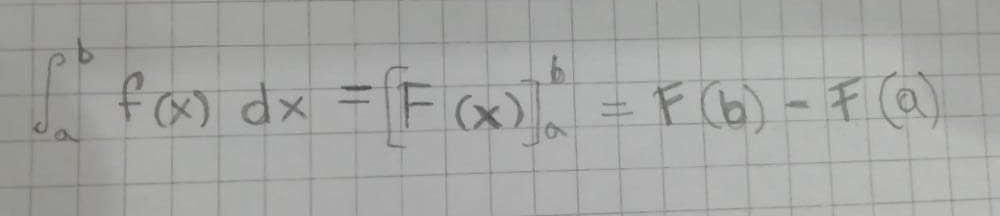 ∫_a^b f(x) dx = [F(x)]_a^b = F(b) - F(a)